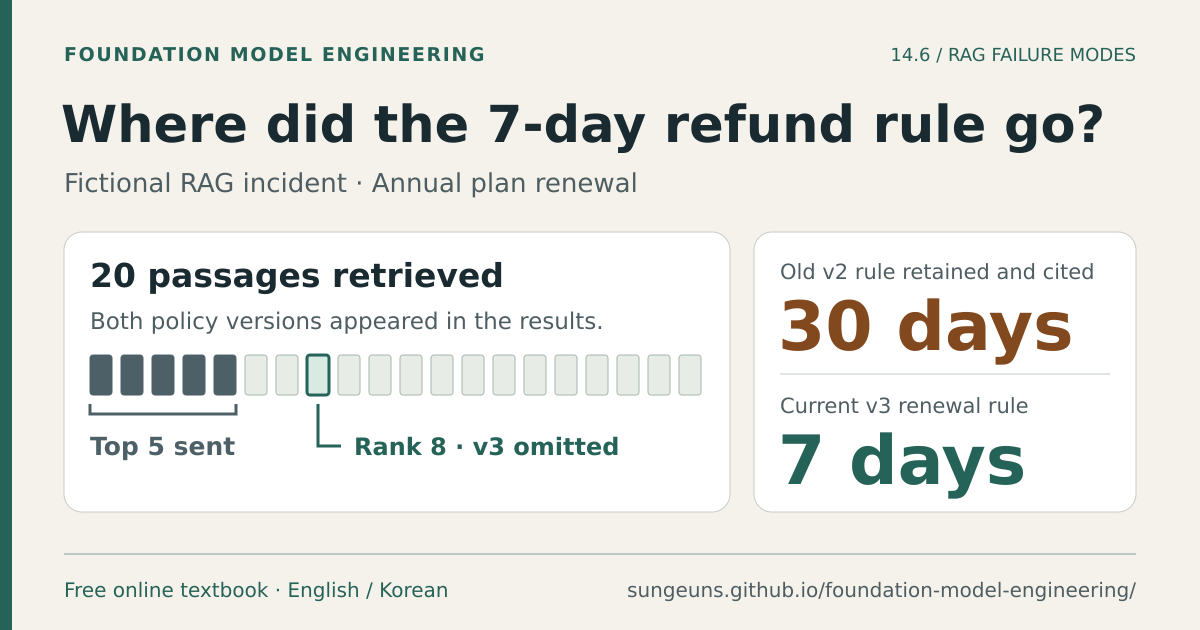 FOUNDATION MODEL ENGINEERING
14.6 / RAG FAILURE MODES
Where did the 7-day refund rule go?
Fictional RAG incident · Annual plan renewal
20 passages retrieved
Both policy versions appeared in the results.
Top 5 sent
Rank 8 · v3 omitted
Old v2 rule retained and cited
30 days
Current v3 renewal rule
7 days
Free online textbook · English / Korean
sungeuns.github.io/foundation-model-engineering/